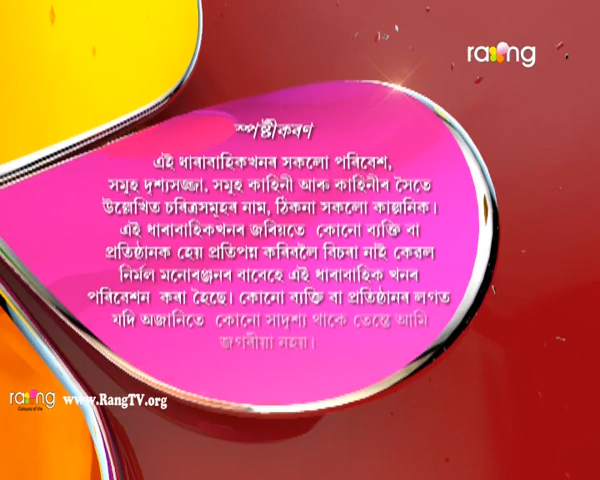 rang
স্পষ্টীকৰণ
এই ধাৰাবাহিকখনৰ সকলো পৰিবেশ,
সমূহ দৃশ্যসজ্জা, সমূহ কাহিনী আৰু কাহিনীৰ সৈতে
উল্লেখিত চৰিত্ৰসমূহৰ নাম, ঠিকনা সকলো কাল্পনিক।
এই ধাৰাবাহিকখনৰ জৰিয়তে কোনো ব্যক্তি বা
প্ৰতিষ্ঠানক হেয় প্ৰতিপন্ন কৰিবলৈ বিচৰা নাই কেৱল
নিৰ্মল মনোৰঞ্জনৰ বাবেহে এই ধাৰাবাহিক খনৰ
পৰিবেশন কৰা হৈছে। কোনো ব্যক্তি বা প্ৰতিষ্ঠানৰ লগত
যদি অজানিতে কোনো সাদৃশ্য থাকে তেন্তে আমি
জগৰীয়া নহয়।
rang www.RangTV.org
Colours of life